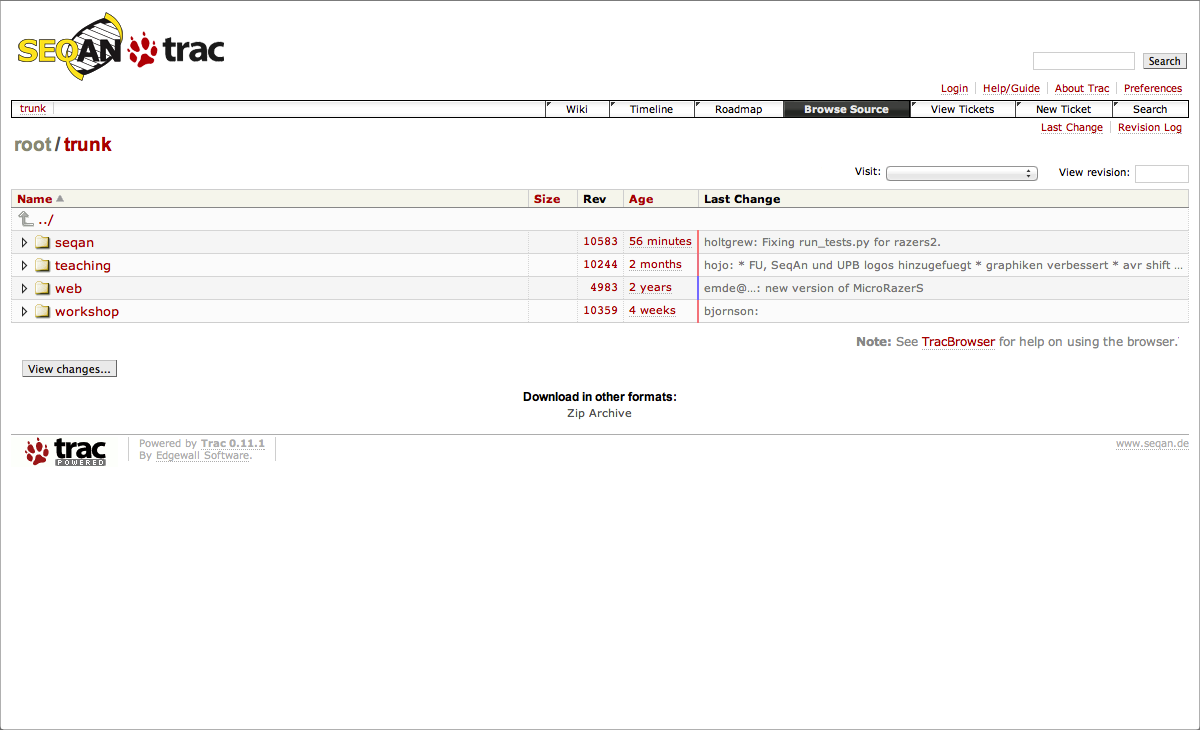 SEQAN trac
Search
Login Help/Guide About Trac Preferences
trunk Wiki Timeline Roadmap Browse Source View Tickets New Ticket Search
Last Change Revision Log
root / trunk
Visit: View revision:
Name Size Rev Age Last Change
../
seqan 10583 56 minutes holtgrew: Fixing run_tests.py for razers2.
teaching 10244 2 months hojo: * FU, SeqAn und UPB logos hinzugefuegt * graphiken verbessert * avr shift ...
web 4983 2 years emde@...: new version of MicroRazerS
workshop 10359 4 weeks bjornson:
Note: See TracBrowser for help on using the browser.
View changes...
Download in other formats:
Zip Archive
trac POWERED
Powered by Trac 0.11.1
By Edgewall Software.
www.seqan.de